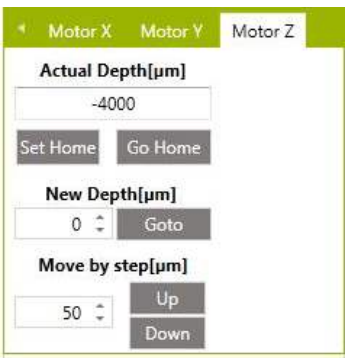 Motor X Motor Y Motor Z
Actual Depth[µm]
-4000
Set Home Go Home
New Depth[µm]
0 Goto
Move by step[µm]
50 Up
Down